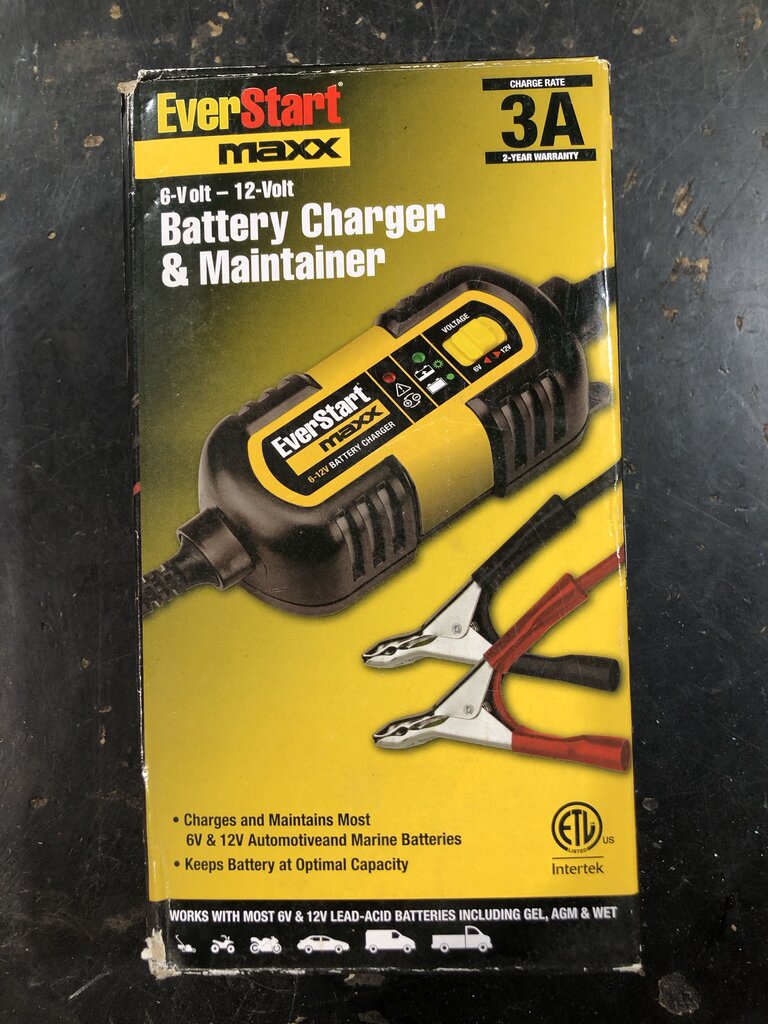 EverStart
maxx
CHARGE RATE
3A
2-YEAR WARRANTY
6-Volt – 12-Volt
Battery Charger
& Maintainer
VOLTAGE
6V 12V
EverStart
maxx
6-12V BATTERY CHARGER
• Charges and Maintains Most
6V & 12V Automotiveand Marine Batteries
• Keeps Battery at Optimal Capacity
ETL
LISTED
US
Intertek
WORKS WITH MOST 6V & 12V LEAD-ACID BATTERIES INCLUDING GEL, AGM & WET